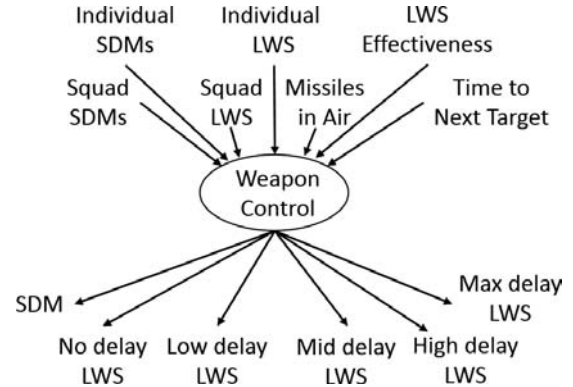 Individual
SDMs
Individual
LWS
LWS
Effectiveness
Squad
SDMs
Squad
LWS
Missiles
in Air
Time to
Next Target
Weapon
Control
SDM
No delay
LWS
Low delay
LWS
Mid delay
LWS
High delay
LWS
Max delay
LWS